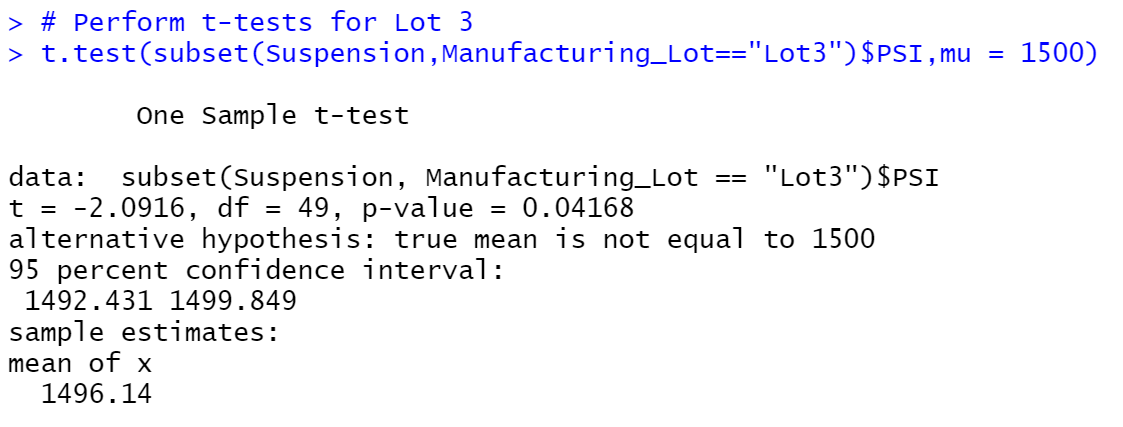 > # Perform t-tests for Lot 3
> t.test(subset(Suspension,Manufacturing_Lot=="Lot3")$PSI,mu = 1500)
One Sample t-test
data:  subset(Suspension, Manufacturing_Lot == "Lot3")$PSI
t = -2.0916, df = 49, p-value = 0.04168
alternative hypothesis: true mean is not equal to 1500
95 percent confidence interval:
1492.431 1499.849
sample estimates:
mean of x
1496.14